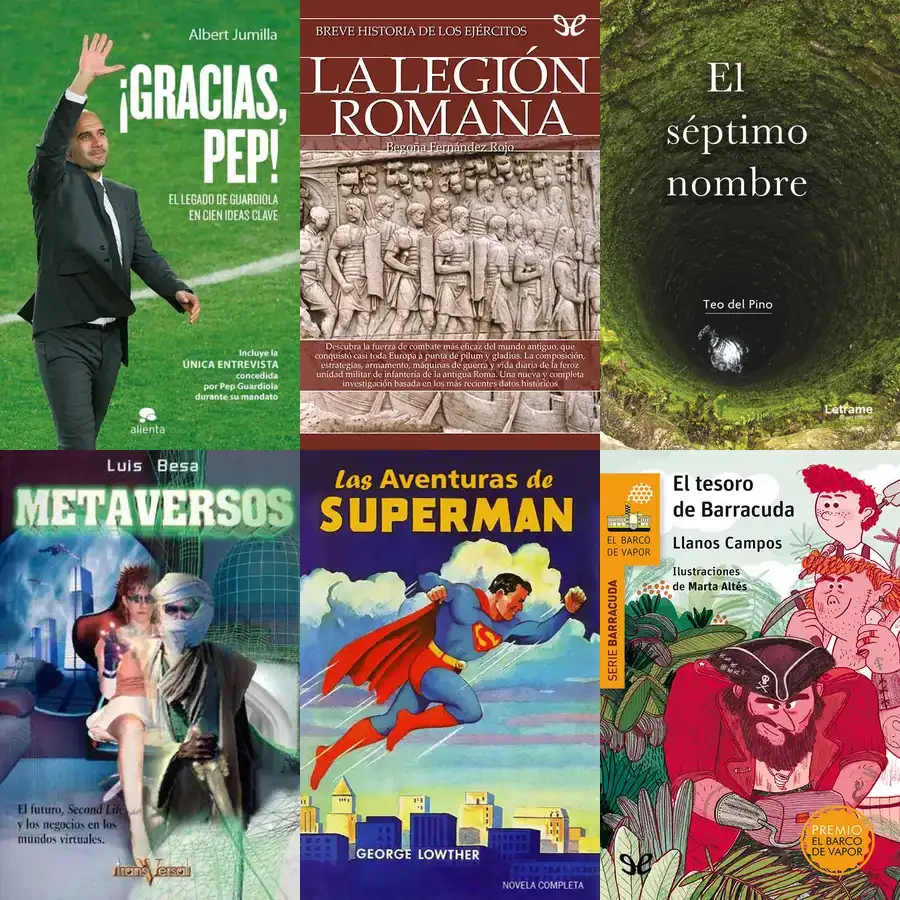 Albert Jumilla
¡GRACIAS,
PEP!
EL LEGADO DE GUARDIOLA
EN CIEN IDEAS CLAVE
Incluye la
ÚNICA ENTREVISTA
concedida
por Pep Guardiola
durante su mandato
alienta
BREVE HISTORIA DE LOS EJÉRCITOS
LA LEGIÓN
ROMANA
Begoña Fernández Rojo
Descubra la fuerza de combate más eficaz del mundo antiguo, que
conquistó casi toda Europa a punta de pilum y gladius. La composición,
estrategias, armamento, máquinas de guerra y vida diaria de la feroz
unidad militar de infantería de la antigua Roma. Una nueva y completa
investigación basada en los más recientes datos históricos
El
séptimo
nombre
Teo del Pino
Letrame
Luis Besa
METAVERSOS
El futuro, Second Life
y los negocios en los
mundos virtuales.
TransVersal
Las Aventuras de
SUPERMAN
S
GEORGE LOWTHER
NOVELA COMPLETA
EL BARCO
DE VAPOR
SERIE BARRACUDA
El tesoro
de Barracuda
Llanos Campos
Ilustraciones
de Marta Altés
PREMIO
EL BARCO
DE VAPOR